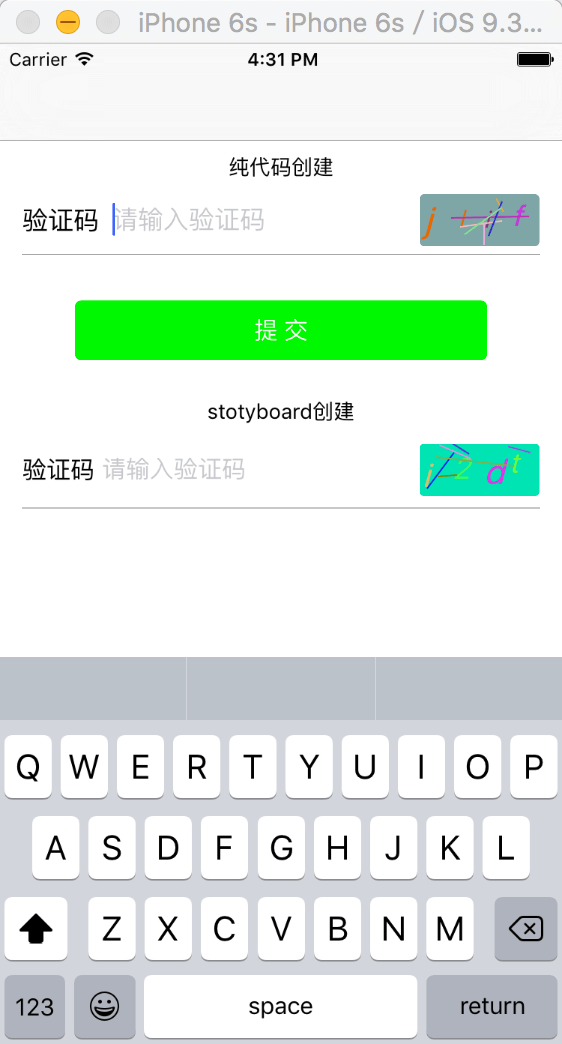 iPhone 6s - iPhone 6s / iOS 9.3...
Carrier 4:31 PM
纯代码创建
验证码 请输入验证码
提 交
stotyboard创建
验证码 请输入验证码 i2dt
Q W E R T Y U I O P
A S D F G H J K L
Z X C V B N M
123 space return